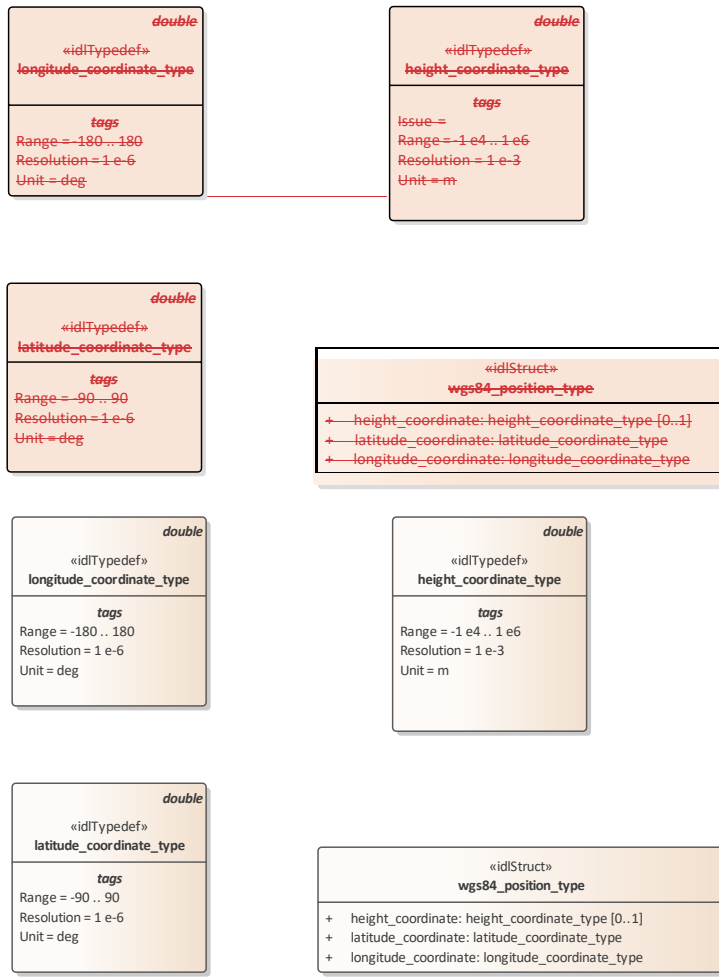 double
«idlTypedef»
longitude_coordinate_type
tags
Range = -180 .. 180
Resolution = 1 e-6
Unit = deg
double
«idlTypedef»
height_coordinate_type
tags
Issue =
Range = -1 e4 .. 1 e6
Resolution = 1 e-3
Unit = m
double
«idlTypedef»
latitude_coordinate_type
tags
Range = -90 .. 90
Resolution = 1 e-6
Unit = deg
«idlStruct»
wgs84_position_type
+ height_coordinate: height_coordinate_type [0..1]
+ latitude_coordinate: latitude_coordinate_type
+ longitude_coordinate: longitude_coordinate_type
double
«idlTypedef»
longitude_coordinate_type
tags
Range = -180 .. 180
Resolution = 1 e-6
Unit = deg
double
«idlTypedef»
height_coordinate_type
tags
Range = -1 e4 .. 1 e6
Resolution = 1 e-3
Unit = m
double
«idlTypedef»
latitude_coordinate_type
tags
Range = -90 .. 90
Resolution = 1 e-6
Unit = deg
«idlStruct»
wgs84_position_type
+ height_coordinate: height_coordinate_type [0..1]
+ latitude_coordinate: latitude_coordinate_type
+ longitude_coordinate: longitude_coordinate_type